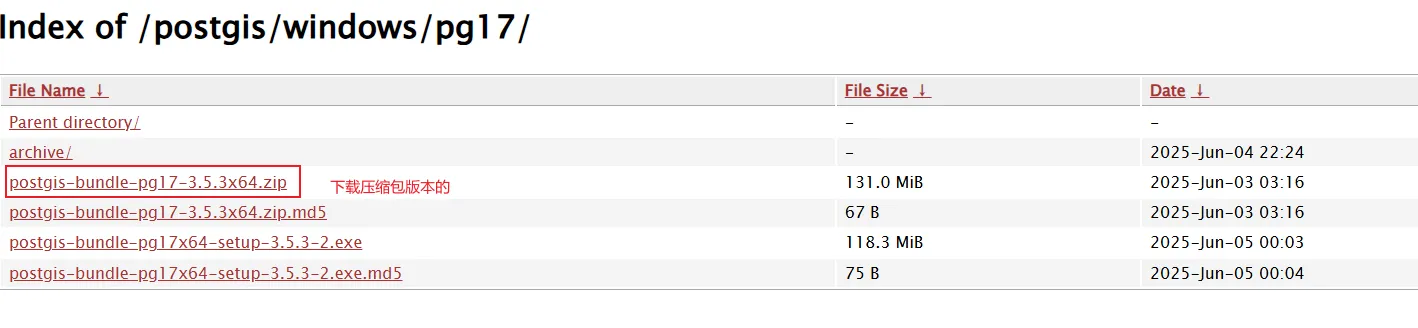 Index of /postgis/windows/pg17/
File Name ↓ File Size ↓ Date ↓
Parent directory/ - -
archive/ - 2025-Jun-04 22:24
postgis-bundle-pg17-3.5.3x64.zip 下载压缩包版本的 131.0 MiB 2025-Jun-03 03:16
postgis-bundle-pg17-3.5.3x64.zip.md5 67 B 2025-Jun-03 03:16
postgis-bundle-pg17x64-setup-3.5.3-2.exe 118.3 MiB 2025-Jun-05 00:03
postgis-bundle-pg17x64-setup-3.5.3-2.exe.md5 75 B 2025-Jun-05 00:04